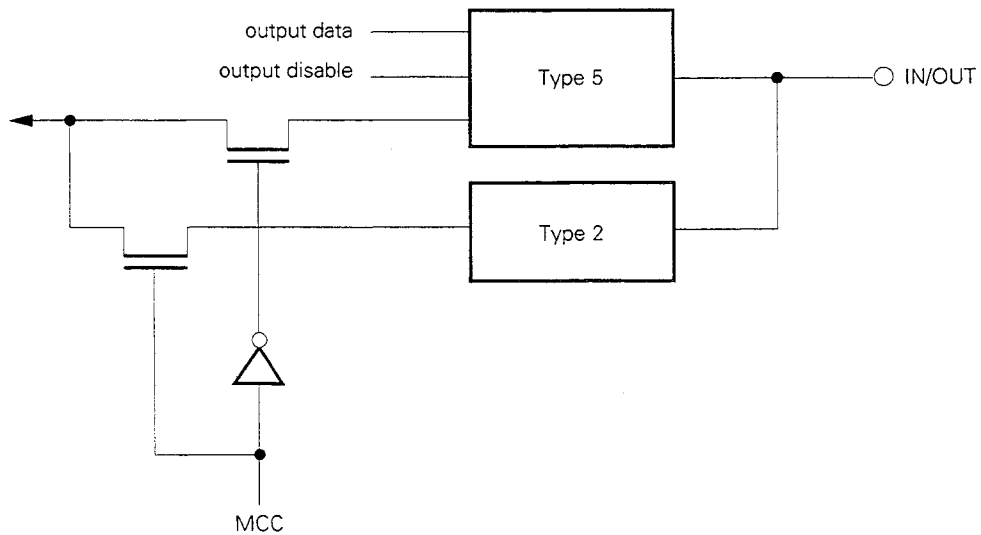 output data
output disable
Type 5
IN/OUT
Type 2
MCC